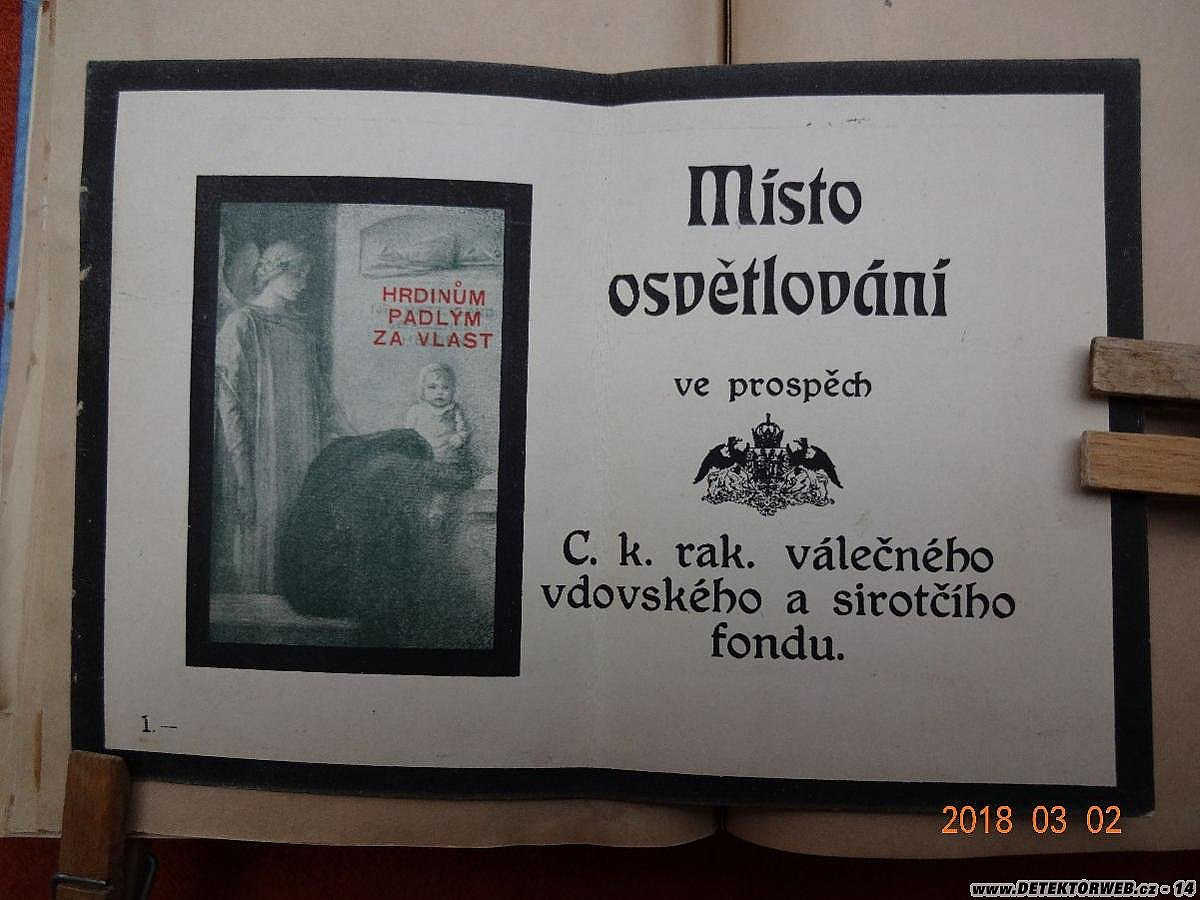 HRDINŮM
PADLÝM
ZA VLAST
1.—
Místo
osvětlování
ve prospěch
C. k. rak. válečného
vdovského a sirotčího
fondu.
2018 03 02
www.DETEKTORWEB.cz - 14